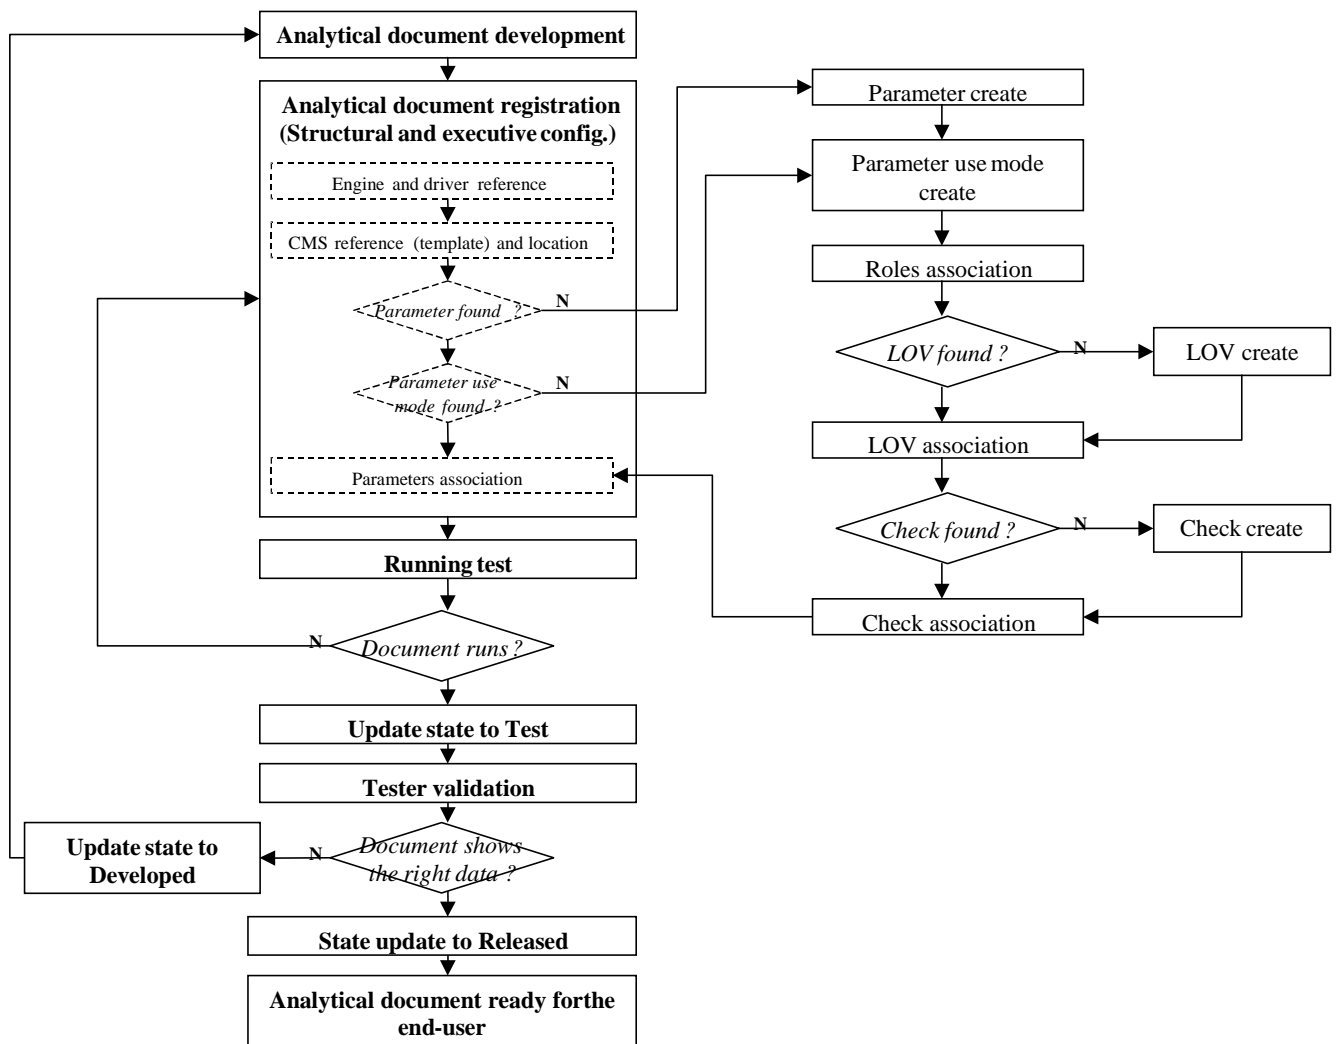 Analytical document development
Analytical document registration
(Structural and executive config.)
Engine and driver reference
CMS reference (template) and location
Parameter found ?
N
Parameter use
mode found ?
N
Parameters association
Running test
Document runs ?
N
Update state to Test
Tester validation
Document shows
the right data ?
N
Update state to
Developed
State update to Released
Analytical document ready forthe
end-user
Parameter create
Parameter use mode
create
Roles association
LOV found ?
N
LOV create
LOV association
Check found ?
N
Check create
Check association